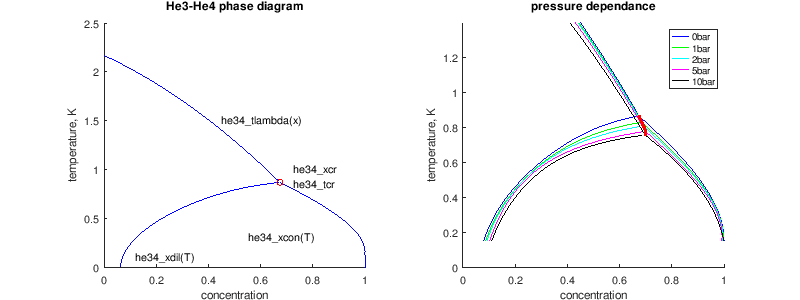 He3-He4 phase diagram
2.5
2
1.5
1
0.5
0
0
0.2
0.4
0.6
0.8
1
temperature, K
concentration
he34_tlambda(x)
he34_xcr
he34_tcr
he34_xcon(T)
he34_xdil(T)
pressure dependance
1.2
1
0.8
0.6
0.4
0.2
0
0
0.2
0.4
0.6
0.8
1
temperature, K
concentration
0bar
1bar
2bar
5bar
10bar